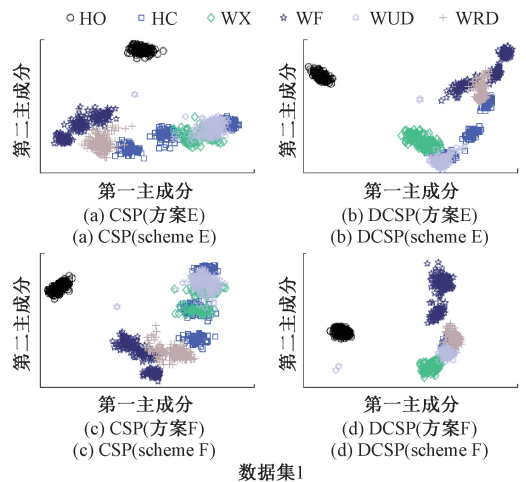 HO HC WX WF WUD WRD
第二主成分
第一主成分
(a) CSP(方案E)
(a) CSP(scheme E)
第二主成分
第一主成分
(b) DCSP(方案E)
(b) DCSP(scheme E)
第二主成分
第一主成分
(c) CSP(方案F)
(c) CSP(scheme F)
第二主成分
第一主成分
(d) DCSP(方案F)
(d) DCSP(scheme F)
数据集1